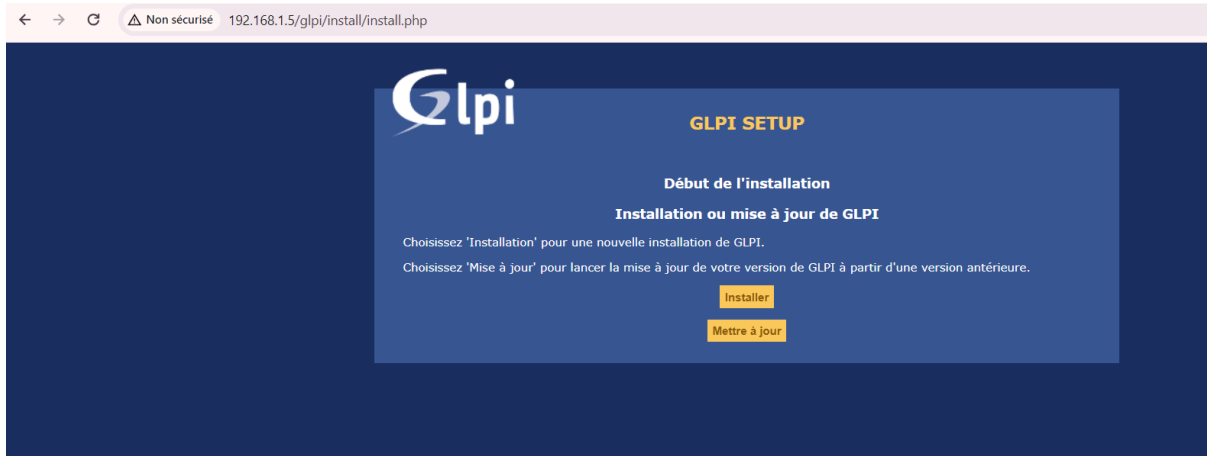 Non sécurisé 192.168.1.5/glpi/install/install.php
Glpi
GLPI SETUP
Début de l'installation
Installation ou mise à jour de GLPI
Choisissez 'Installation' pour une nouvelle installation de GLPI.
Choisissez 'Mise à jour' pour lancer la mise à jour de votre version de GLPI à partir d'une version antérieure.
Installer
Mettre à jour